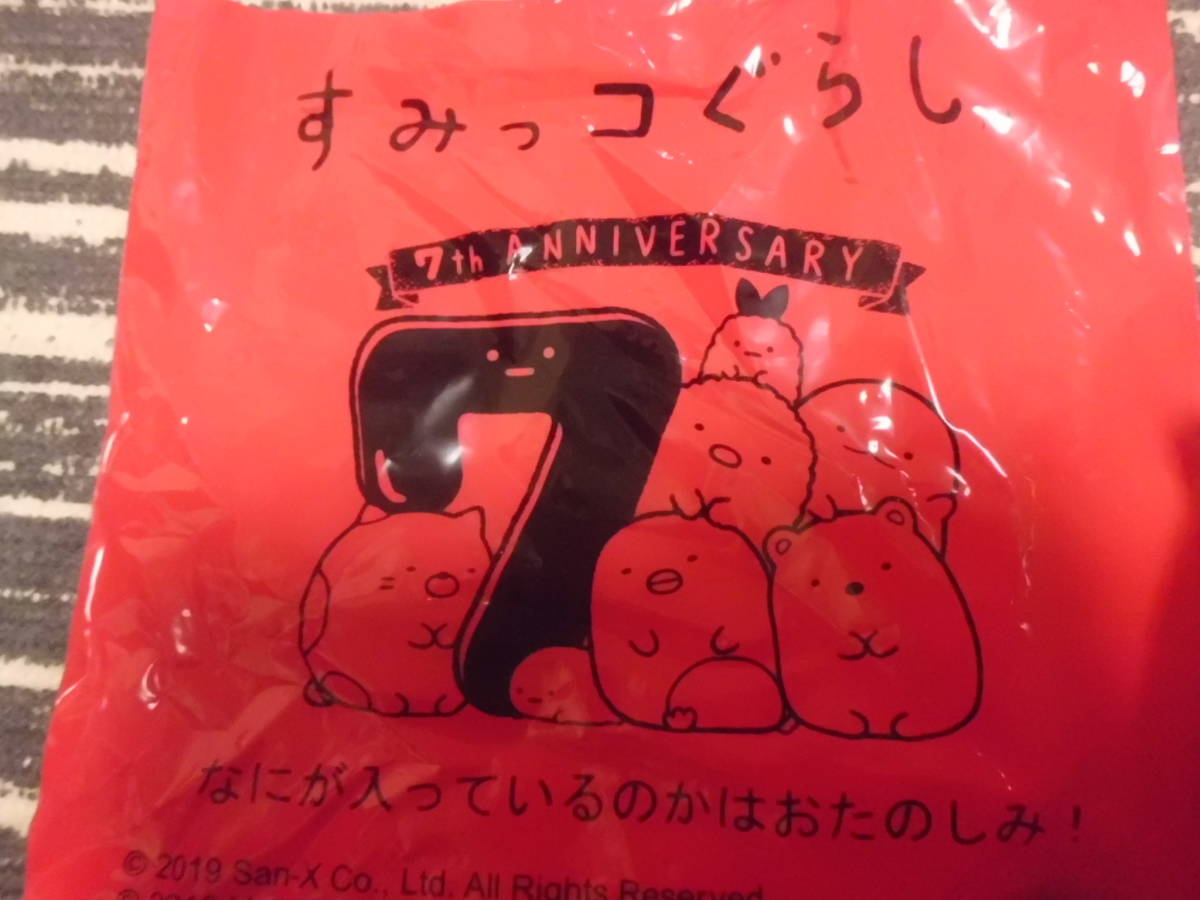 すみっコぐらし
7th ANNIVERSARY
なにが入っているのかはおたのしみ!
© 2019 San-X Co., Ltd. All Rights Reserved.